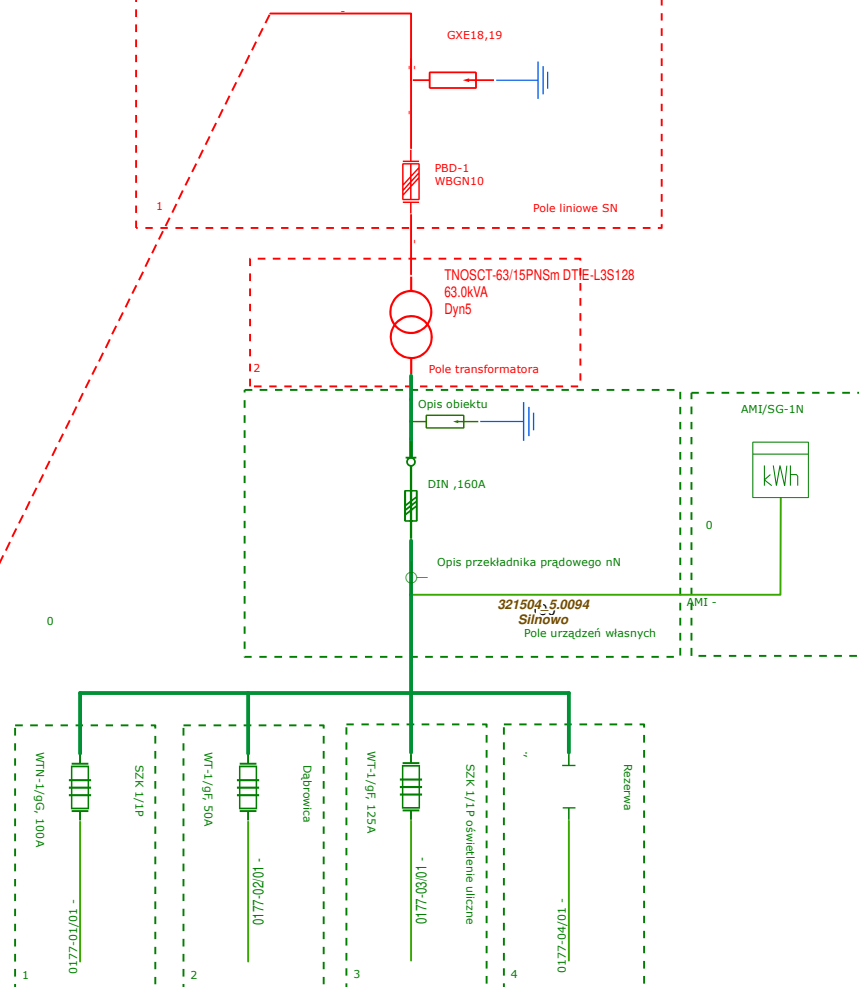 GXE18,19
PBD-1
WBGN10
1
Pole liniowe SN
TNOSCT-63/15PNSm DTE-L3S128
63.0kVA
Dyn5
2
Pole transformatora
Opis obiektu
AMI/SG-1N
kWh
DIN ,160A
0
Opis przekładnika prądowego nN
321504_5.0094
Silnowo
AMI -
0
Pole urządzeń własnych
WTN-1/gG, 100A
SZK 1/1P
0177-01/01 -
1
WT-1/gF, 50A
Dąbrowica
0177-02/01 -
2
WT-1/gF, 125A
SZK 1/1P oświetlenie uliczne
0177-03/01 -
3
Rezerwa
0177-04/01 -
4